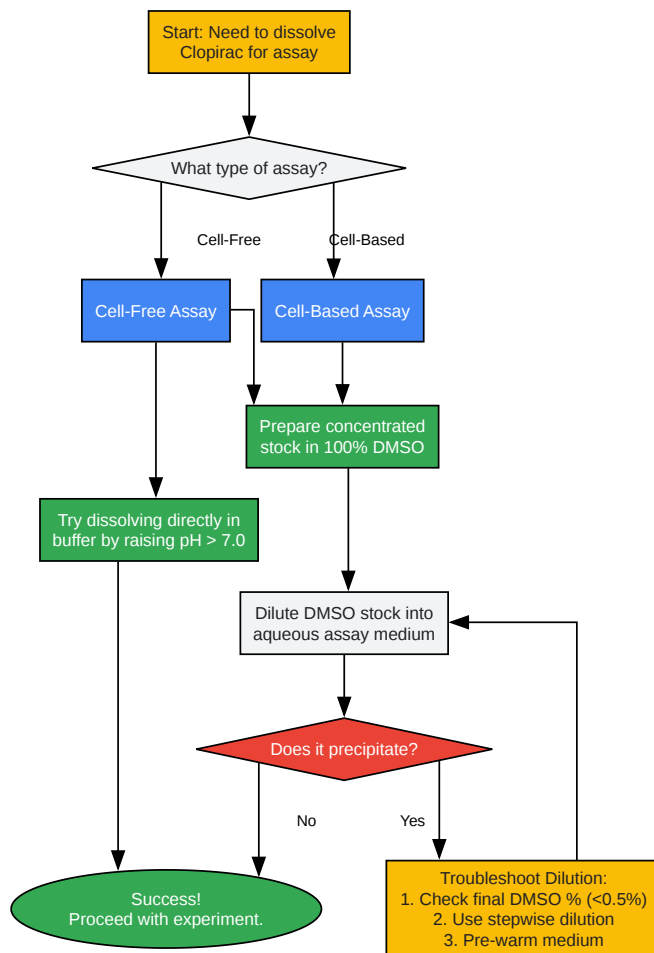 Start: Need to dissolve
Clopirac for assay
What type of assay?
Cell-Free
Cell-Based
Cell-Free Assay
Cell-Based Assay
Prepare concentrated
stock in 100% DMSO
Try dissolving directly in
buffer by raising pH > 7.0
Dilute DMSO stock into
aqueous assay medium
Does it precipitate?
No
Yes
Success!
Proceed with experiment.
Troubleshoot Dilution:
1. Check final DMSO % (<0.5%)
2. Use stepwise dilution
3. Pre-warm medium